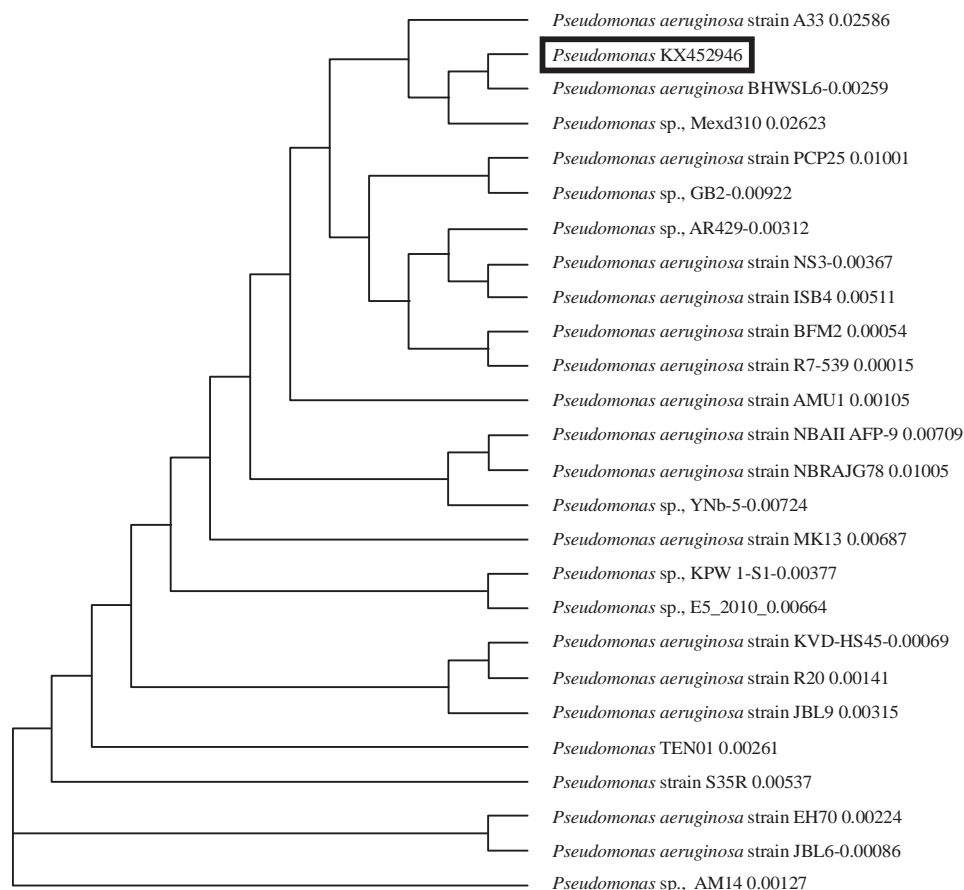 Pseudomonas aeruginosa strain A33 0.02586
Pseudomonas KX452946
Pseudomonas aeruginosa BHWSL6-0.00259
Pseudomonas sp., Mexd310 0.02623
Pseudomonas aeruginosa strain PCP25 0.01001
Pseudomonas sp., GB2-0.00922
Pseudomonas sp., AR429-0.00312
Pseudomonas aeruginosa strain NS3-0.00367
Pseudomonas aeruginosa strain ISB4 0.00511
Pseudomonas aeruginosa strain BFM2 0.00054
Pseudomonas aeruginosa strain R7-539 0.00015
Pseudomonas aeruginosa strain AMU1 0.00105
Pseudomonas aeruginosa strain NBAII AFP-9 0.00709
Pseudomonas aeruginosa strain NBRAJG78 0.01005
Pseudomonas sp., YNb-5-0.00724
Pseudomonas aeruginosa strain MK13 0.00687
Pseudomonas sp., KPW 1-S1-0.00377
Pseudomonas sp., E5_2010_0.00664
Pseudomonas aeruginosa strain KVD-HS45-0.00069
Pseudomonas aeruginosa strain R20 0.00141
Pseudomonas aeruginosa strain JBL9 0.00315
Pseudomonas TEN01 0.00261
Pseudomonas strain S35R 0.00537
Pseudomonas aeruginosa strain EH70 0.00224
Pseudomonas aeruginosa strain JBL6-0.00086
Pseudomonas sp., AM14 0.00127